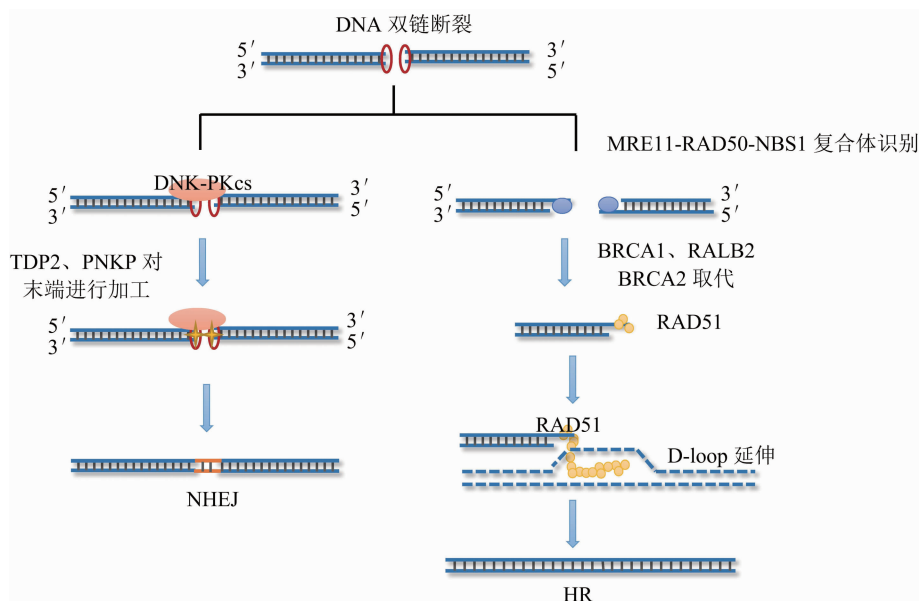 DNA 双链断裂
5′
3′
3′
5′
MRE11-RAD50-NBS1 复合体识别
DNK-PKcs
5′
3′
3′
5′
5′
3′
3′
5′
TDP2、PNKP 对
末端进行加工
BRCA1、RALB2
BRCA2 取代
5′
3′
3′
5′
RAD51
RAD51
D-loop 延伸
NHEJ
HR